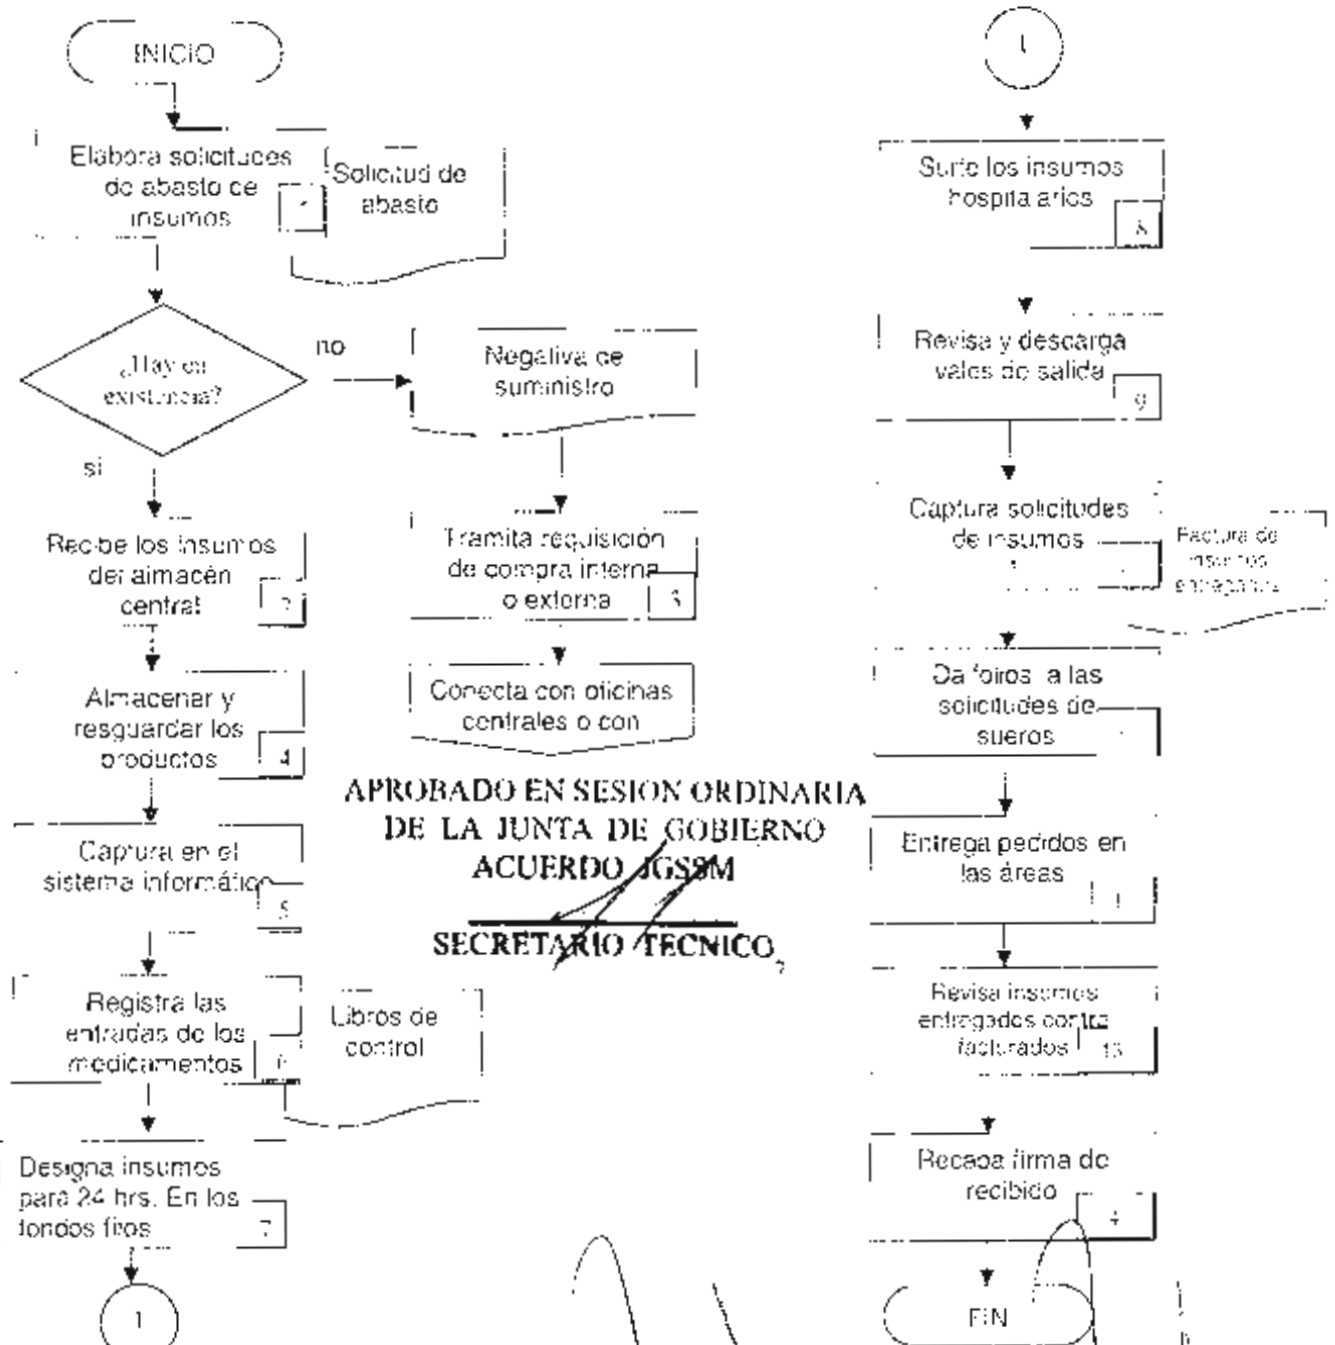 INICIO
Elabora solicitudes
de abasto de
insumos
Solicitud de
abasto
¿Hay en
existencia?
no
si
Negativa de
suministro
Recibe los insumos
del almacén
central
2
Tramita requisición
de compra interna
o externa
3
Almacenar y
resguardar los
productos
4
Conecta con oficinas
centrales o con
Captura en el
sistema informático
5
Registra las
entradas de los
medicamentos
6
Libros de
control
Designa insumos
para 24 hrs. En los
fondos fijos
7
1
APROBADO EN SESION ORDINARIA
DE LA JUNTA DE GOBIERNO
ACUERDO JGSSM
SECRETARIO TECNICO
1
Surte los insumos
hospitalarios
8
Revisa y descarga
vales de salida
9
Captura solicitudes
de insumos
Factura de
insumos
entregados
Da folios a las
solicitudes de
sueros
Entrega pedidos en
las áreas
Revisa insumos
entregados contra
facturados
13
Recaba firma de
recibido
FIN